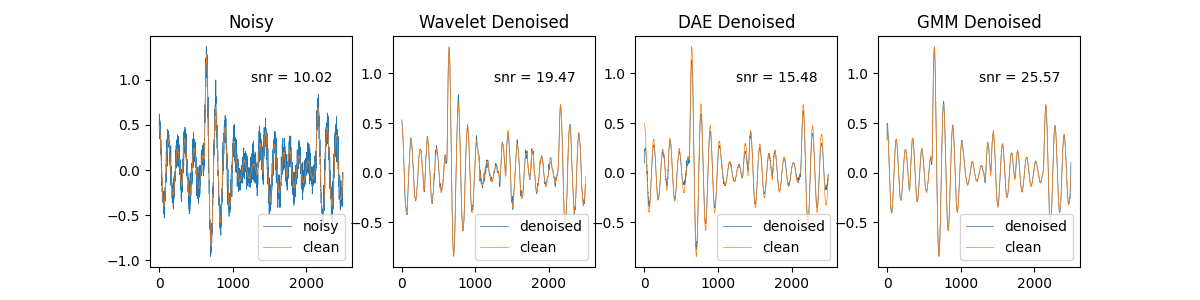 Noisy
snr = 10.02
1.0
0.5
0.0
−0.5
−1.0
noisy
clean
0
1000
2000
Wavelet Denoised
snr = 19.47
1.0
0.5
0.0
−0.5
denoised
clean
0
1000
2000
DAE Denoised
snr = 15.48
1.0
0.5
0.0
−0.5
denoised
clean
0
1000
2000
GMM Denoised
snr = 25.57
1.0
0.5
0.0
−0.5
denoised
clean
0
1000
2000